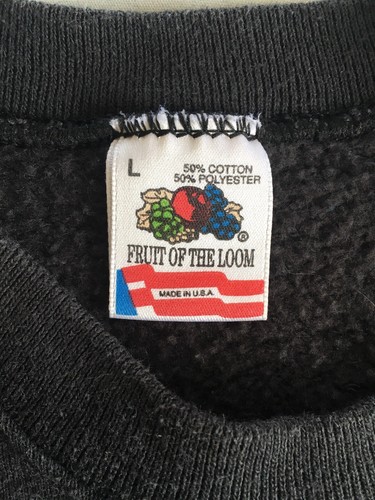 L
50% COTTON
50% POLYESTER
®
FRUIT OF THE LOOM
MADE IN U.S.A.